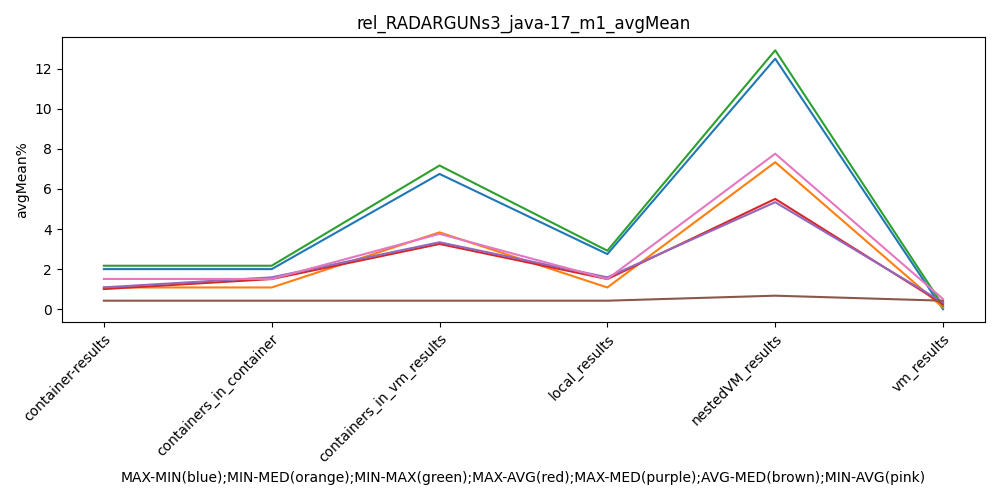 rel_RADARGUNs3_java-17_m1_avgMean
avgMean%
12
10
8
6
4
2
0
container-results
containers_in_container
containers_in_vm_results
local_results
nestedVM_results
vm_results
MAX-MIN(blue);MIN-MED(orange);MIN-MAX(green);MAX-AVG(red);MAX-MED(purple);AVG-MED(brown);MIN-AVG(pink)